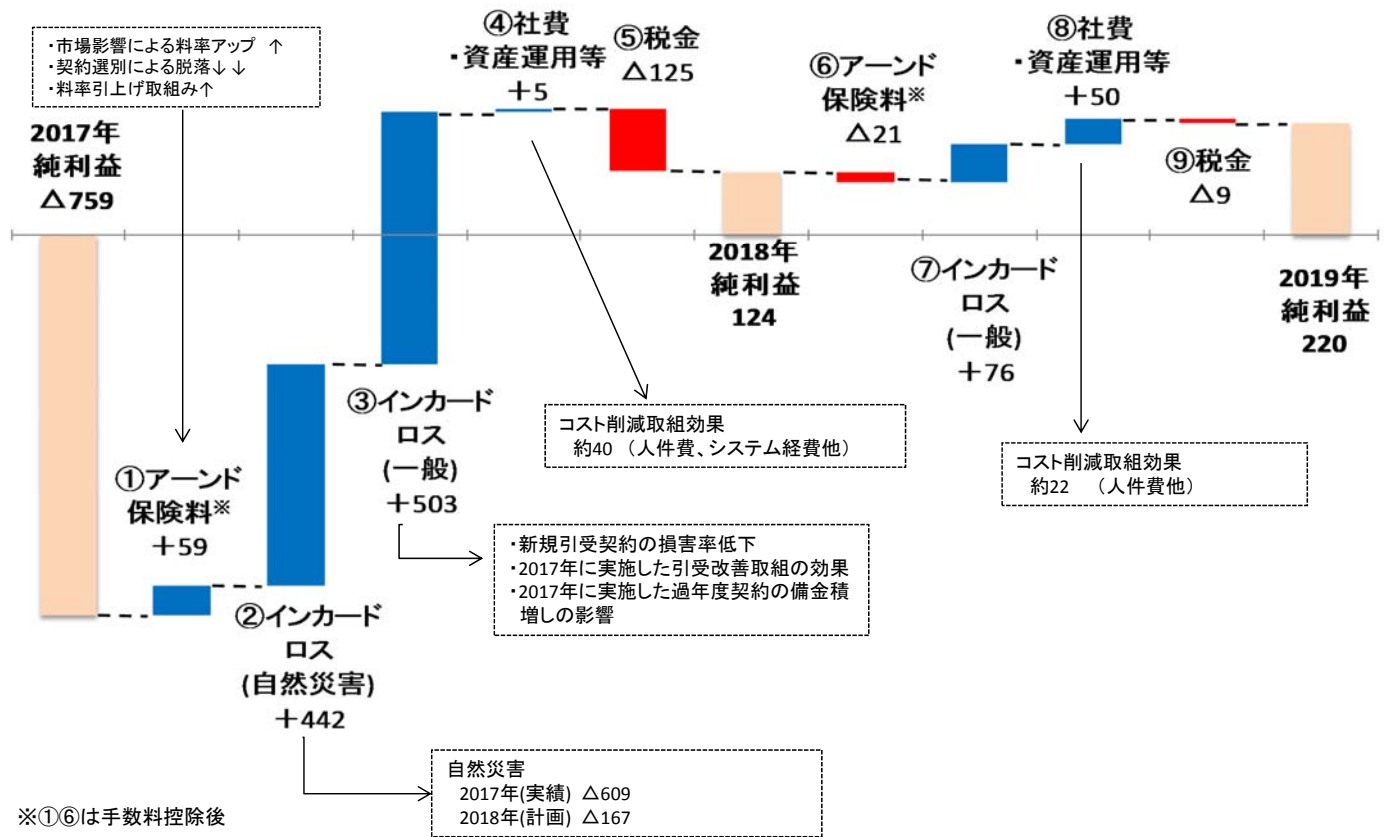 ・市場影響による料率アップ ↑
・契約選別による脱落↓↓
・料率引上げ取組み↑
2017年
純利益
△759
①アーンド
保険料※
+59
②インカード
ロス
(自然災害)
+442
③インカード
ロス
(一般)
+503
④社費
・資産運用等
+5
⑤税金
△125
2018年
純利益
124
⑥アーンド
保険料※
△21
⑦インカード
ロス
(一般)
+76
⑧社費
・資産運用等
+50
⑨税金
△9
2019年
純利益
220
コスト削減取組効果
約40 (人件費、システム経費他)
コスト削減取組効果
約22 (人件費他)
・新規引受契約の損害率低下
・2017年に実施した引受改善取組の効果
・2017年に実施した過年度契約の備金積
増しの影響
自然災害
2017年(実績) △609
2018年(計画) △167
※①⑥は手数料控除後